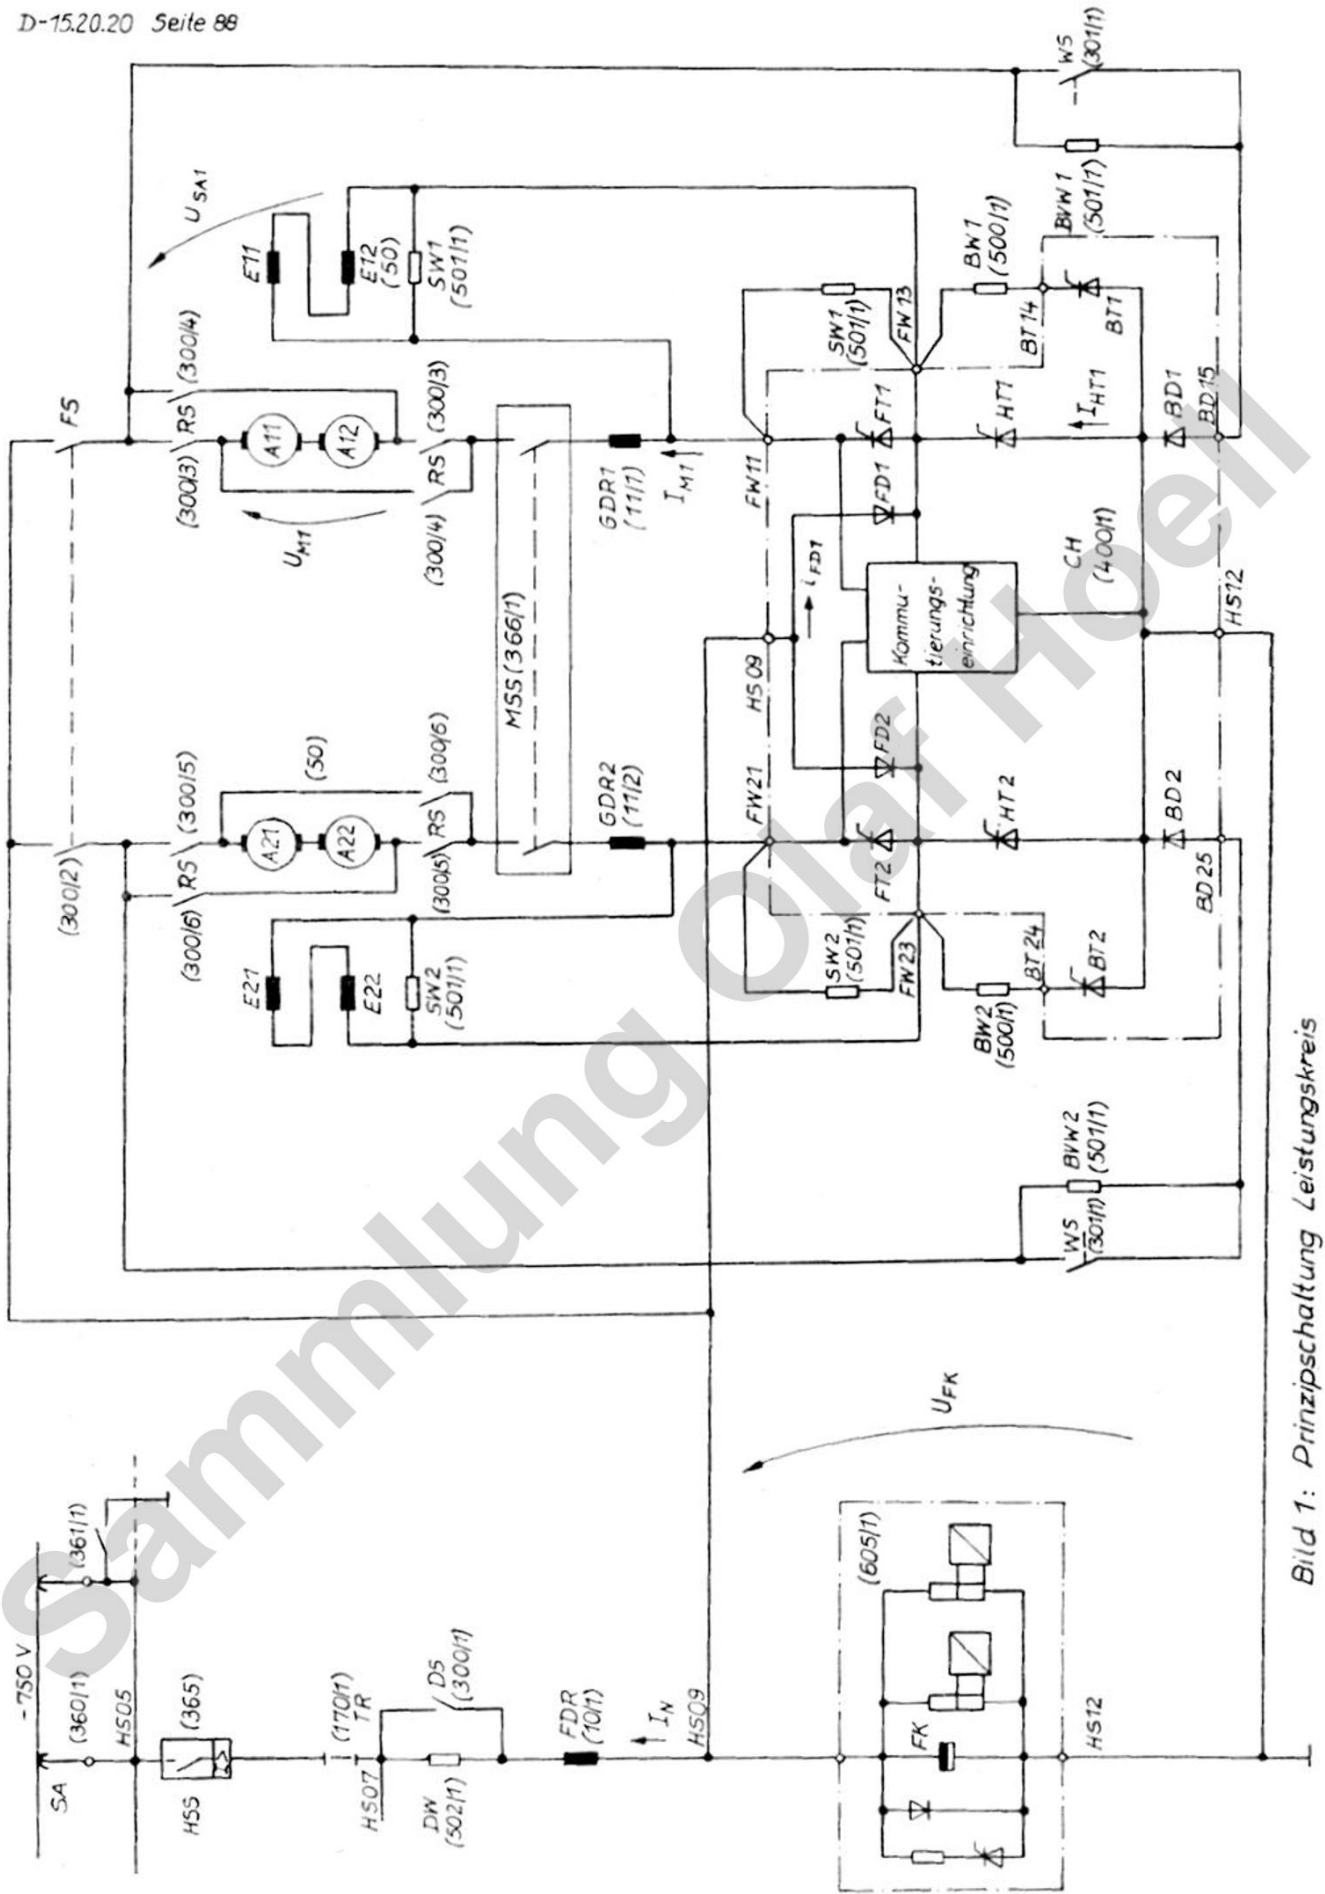 D-15.20.20 Seite 88
-750 V
SA
(360/1)
(361/1)
HS05
HSS
(365)
(170/1)
TR
HS07
DW
(502/1)
DS
(300/1)
FDR
(10/1)
I_N
HS09
(605/1)
FK
HS12
U_FK
FS
(300/2)
RS
(300/6)
(300/5)
A21
A22
(50)
(300/5)
RS
(300/6)
E21
E22
SW2
(501/1)
MSS (366/1)
GDR2
(11/2)
(300/3)
RS
(300/4)
A11
A12
U_M1
(300/4)
RS
(300/3)
U_SA1
E11
E12
(50)
SW1
(501/1)
GDR1
(11/1)
I_M1
FW21
HS09
FW11
i_FD1
SW2
(501/1)
FW23
FT2
FD2
Kommu-
tierungs-
einrichtung
FD1
FT1
SW1
(501/1)
FW13
BW2
(500/1)
BT24
BT2
HT2
CH
(400/1)
HT1
I_HT1
BW1
(500/1)
BT14
BT1
BD2
BD25
HS12
BD1
BD15
WS
(301/1)
BVW2
(501/1)
BVW1
(501/1)
WS
(301/1)
Bild 1: Prinzipschaltung Leistungskreis
Sammlung Olaf Hoell